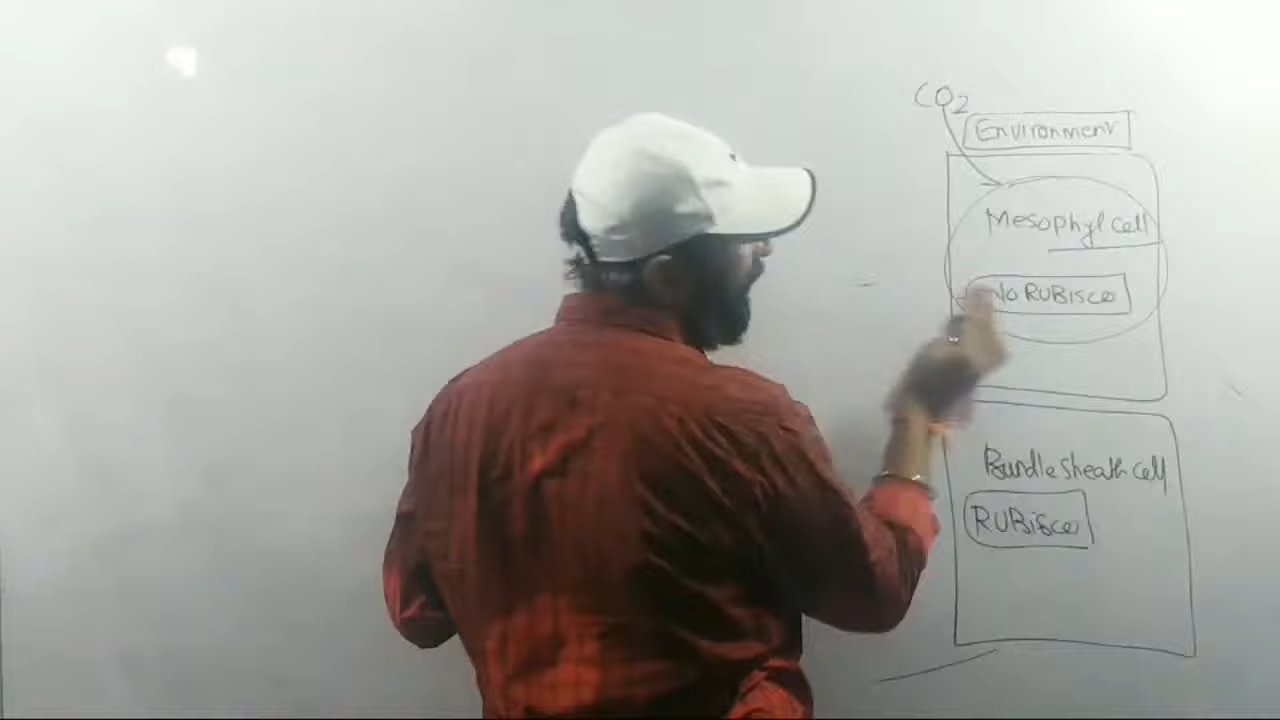 CO2
Environment
Mesophyl cell
No RUBISCO
Bundle sheath cell
RUBisco